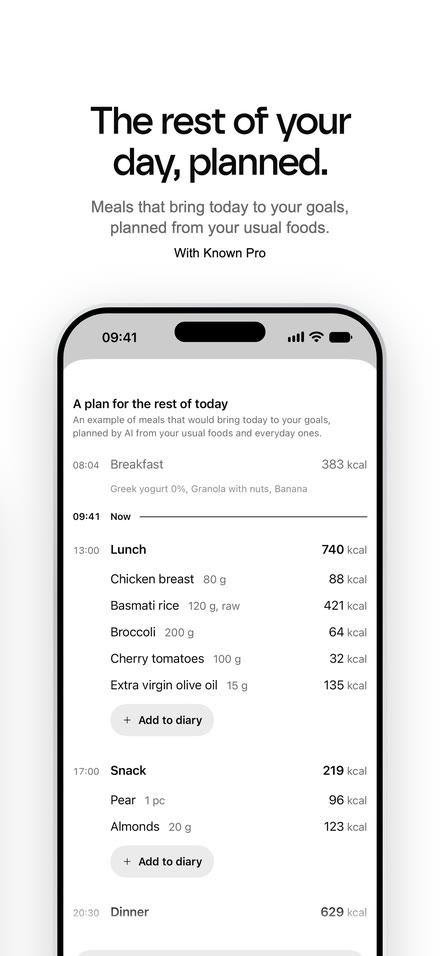 The rest of your
day, planned.
Meals that bring today to your goals,
planned from your usual foods.
With Known Pro
09:41
A plan for the rest of today
An example of meals that would bring today to your goals,
planned by AI from your usual foods and everyday ones.
08:04 Breakfast 383 kcal
Greek yogurt 0%, Granola with nuts, Banana
09:41 Now
13:00 Lunch 740 kcal
Chicken breast 80 g 88 kcal
Basmati rice 120 g, raw 421 kcal
Broccoli 200 g 64 kcal
Cherry tomatoes 100 g 32 kcal
Extra virgin olive oil 15 g 135 kcal
+ Add to diary
17:00 Snack 219 kcal
Pear 1 pc 96 kcal
Almonds 20 g 123 kcal
+ Add to diary
20:30 Dinner 629 kcal